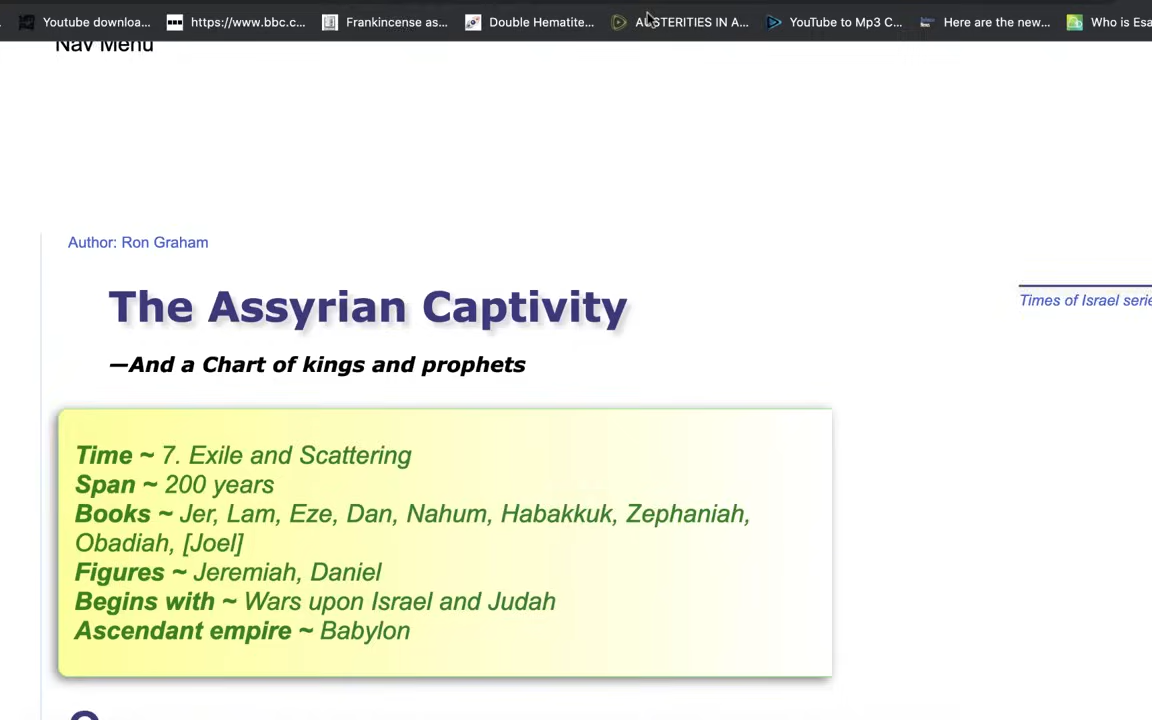 Youtube downloa... https://www.bbc.c... Frankincense as... Double Hematite... AUSTERITIES IN A... YouTube to Mp3 C... Here are the new... Who is Esa
Nav Menu
Author: Ron Graham
The Assyrian Captivity
Times of Israel serie
—And a Chart of kings and prophets
Time ~ 7. Exile and Scattering
Span ~ 200 years
Books ~ Jer, Lam, Eze, Dan, Nahum, Habakkuk, Zephaniah,
Obadiah, [Joel]
Figures ~ Jeremiah, Daniel
Begins with ~ Wars upon Israel and Judah
Ascendant empire ~ Babylon